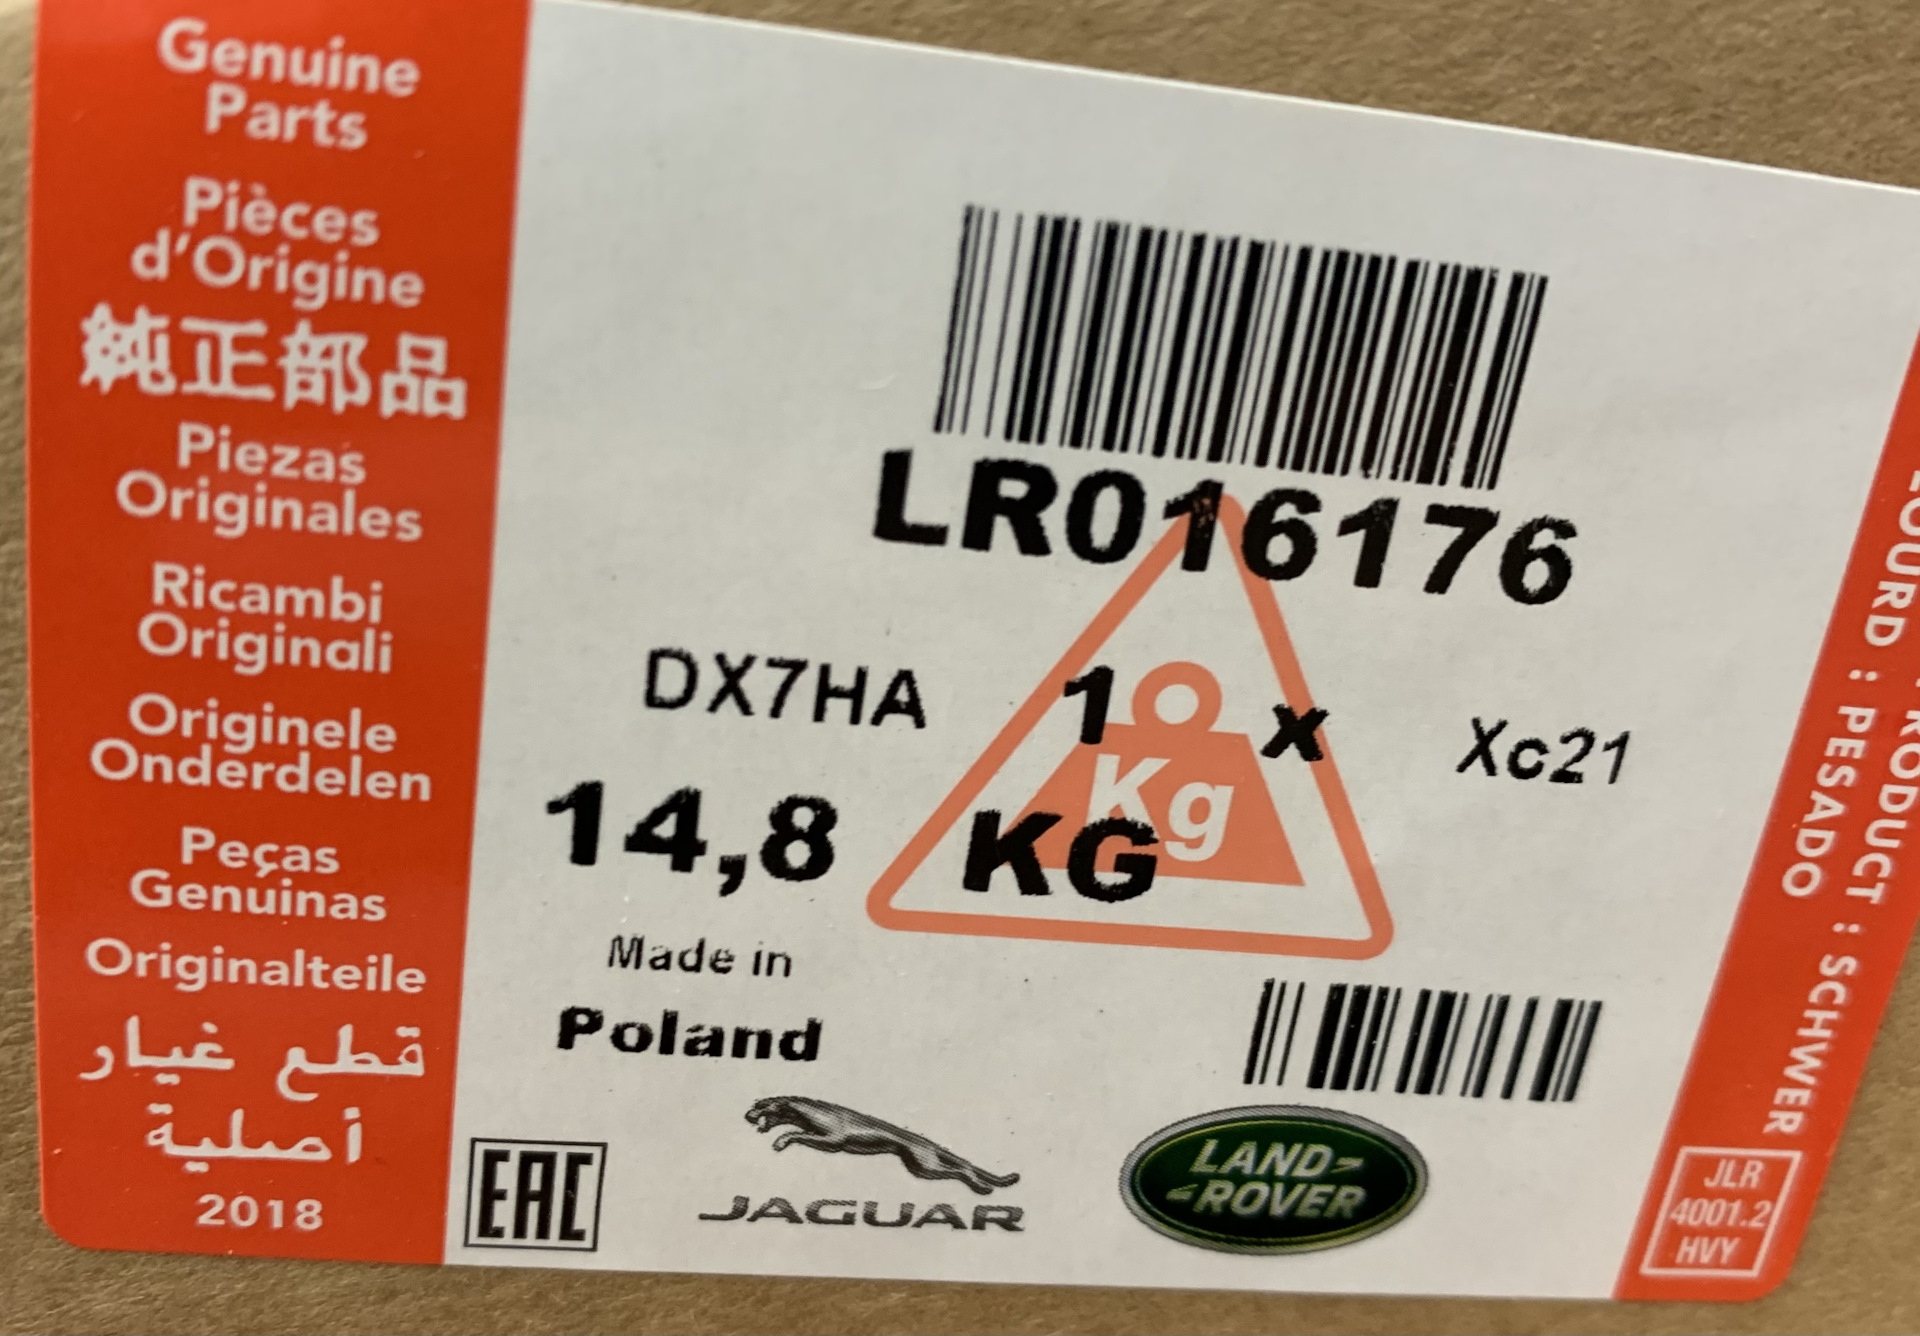 Genuine
Parts
Pièces
d'Origine
純正部品
Piezas
Originales
Ricambi
Originali
Originele
Onderdelen
Peças
Genuinas
Originalteile
قطع غيار
أصلية
2018
LR016176
DX7HA 1 x Xc21
Kg
14,8 KG
Made in
Poland
EAC
JAGUAR
LAND-
-ROVER
LOURD : PESADO
PRODUCT : SCHWER
JLR
4001.2
HVY